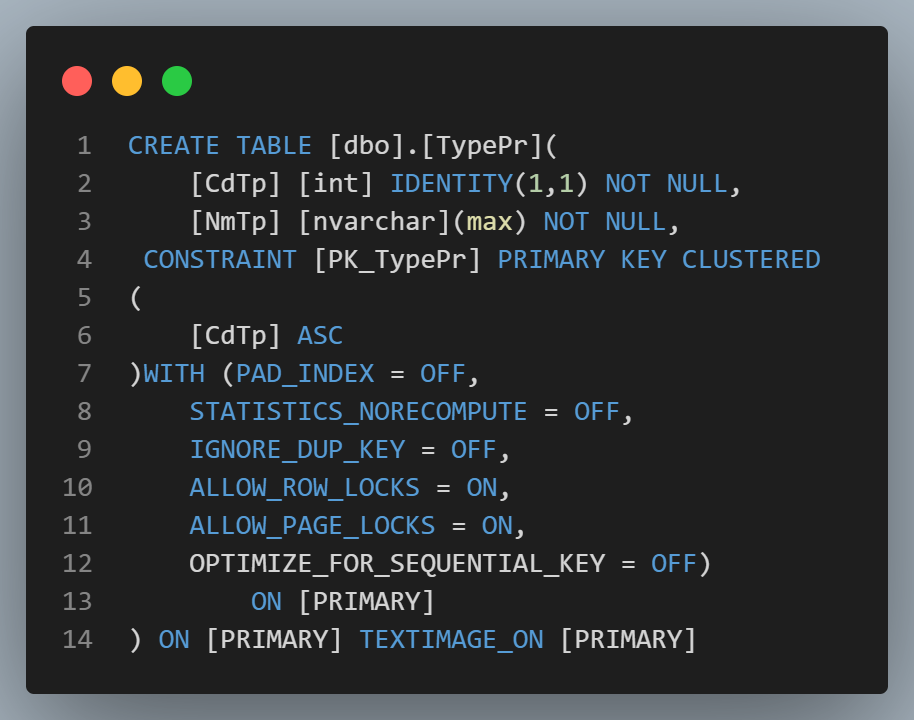 1 CREATE TABLE [dbo].[TypePr](
2     [CdTp] [int] IDENTITY(1,1) NOT NULL,
3     [NmTp] [nvarchar](max) NOT NULL,
4  CONSTRAINT [PK_TypePr] PRIMARY KEY CLUSTERED
5 (
6     [CdTp] ASC
7 )WITH (PAD_INDEX = OFF,
8     STATISTICS_NORECOMPUTE = OFF,
9     IGNORE_DUP_KEY = OFF,
10     ALLOW_ROW_LOCKS = ON,
11     ALLOW_PAGE_LOCKS = ON,
12     OPTIMIZE_FOR_SEQUENTIAL_KEY = OFF)
13         ON [PRIMARY]
14 ) ON [PRIMARY] TEXTIMAGE_ON [PRIMARY]